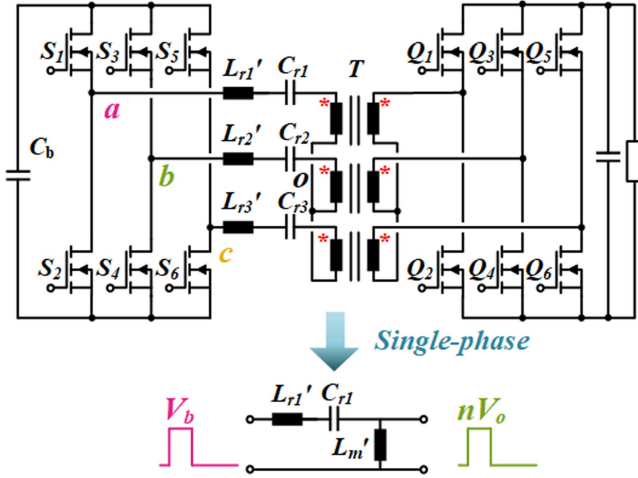 S1 S3 S5 Q1 Q3 Q5
Lr1' Cr1 T
* *
a
Cb
Lr2' Cr2
* *
b o
Lr3' Cr3
* *
c
S2 S4 S6 Q2 Q4 Q6
Single-phase
Lr1' Cr1
Vb nVo
Lm'